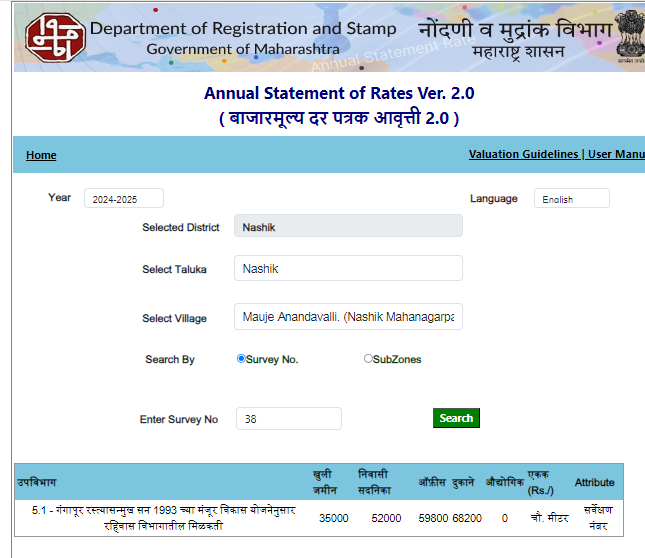 Department of Registration and Stamp
Government of Maharashtra
नोंदणी व मुद्रांक विभाग
महाराष्ट्र शासन
Annual Statement Rate
Annual Statement of Rates Ver. 2.0
( बाजारमूल्य दर पत्रक आवृत्ती 2.0 )
Home Valuation Guidelines | User Manu
Year 2024-2025 Language English
Selected District Nashik
Select Taluka Nashik
Select Village Mauje Anandavalli. (Nashik Mahanagarpa
Search By Survey No. SubZones
Enter Survey No 38 Search
उपविभाग खुली जमीन निवासी सदनिका ऑफ़ीस दुकाने औद्योगिक एकक (Rs./) Attribute
5.1 - गंगापूर रस्त्यासन्मुख सन 1993 च्या मंजूर विकास योजनेनुसार
रहिवास विभागातील मिळकती
35000 52000 59800 68200 0 चौ. मीटर सर्वेक्षण नंबर